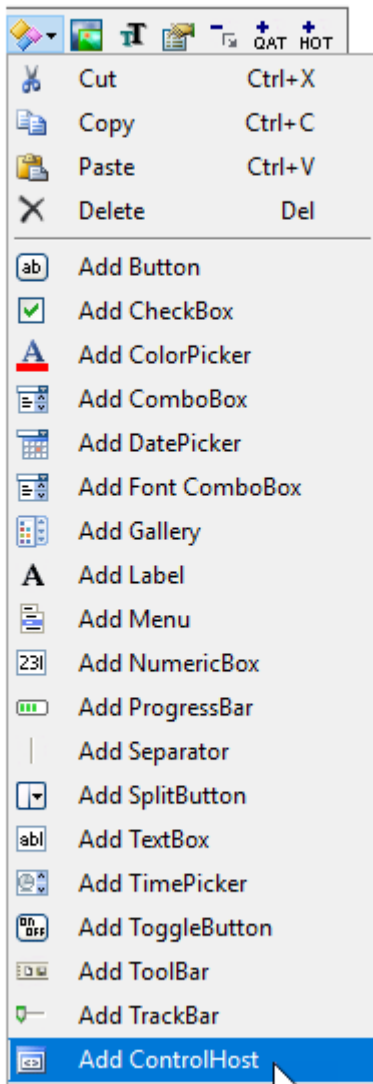 QAT HOT
Cut Ctrl+X
Copy Ctrl+C
Paste Ctrl+V
Delete Del
Add Button
Add CheckBox
Add ColorPicker
Add ComboBox
Add DatePicker
Add Font ComboBox
Add Gallery
Add Label
Add Menu
Add NumericBox
Add ProgressBar
Add Separator
Add SplitButton
Add TextBox
Add TimePicker
Add ToggleButton
Add ToolBar
Add TrackBar
Add ControlHost